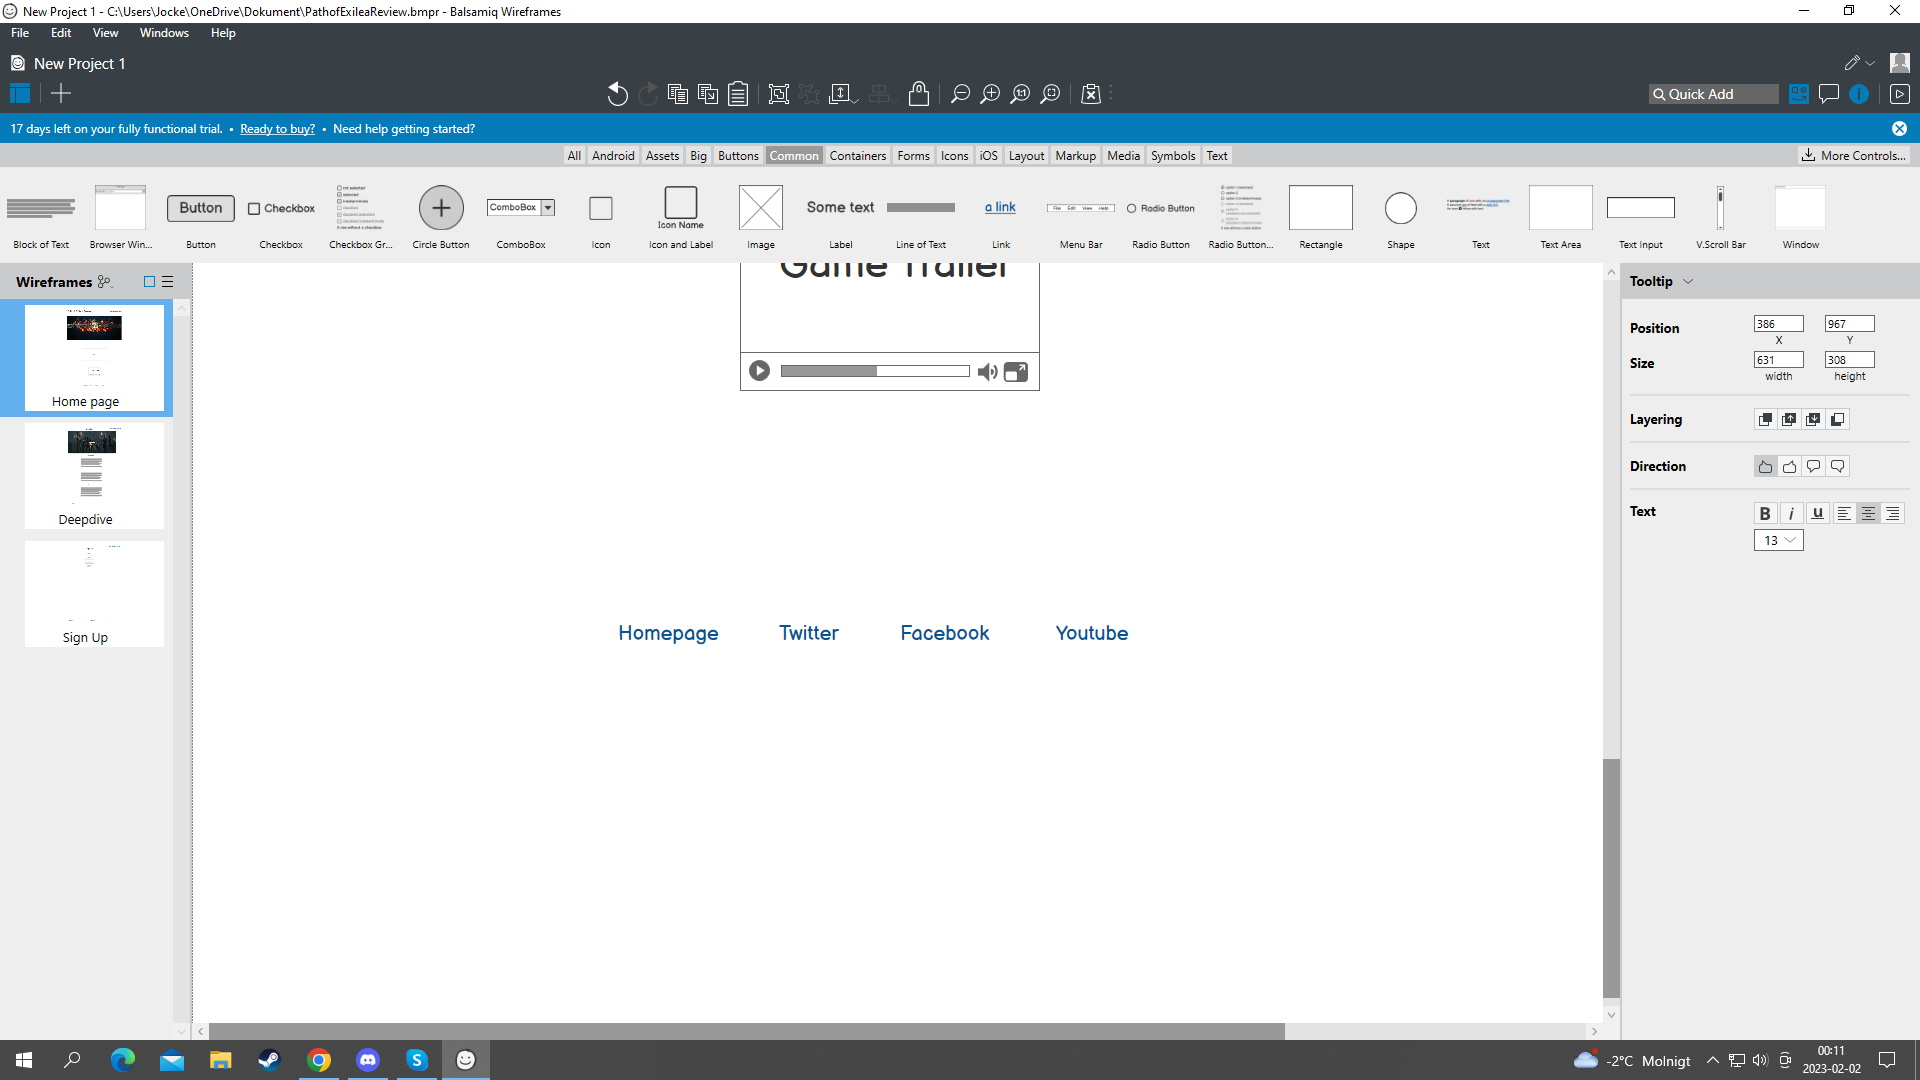 New Project 1 - C:\Users\Jocke\OneDrive\Dokument\PathofExileaReview.bmpr - Balsamiq Wireframes
File Edit View Windows Help
New Project 1
Quick Add
17 days left on your fully functional trial. • Ready to buy? • Need help getting started?
All Android Assets Big Buttons Common Containers Forms Icons iOS Layout Markup Media Symbols Text
More Controls...
Button Checkbox ComboBox Icon Name Some text a link File Edit View Help Radio Button
Block of Text Browser Win... Button Checkbox Checkbox Gr... Circle Button ComboBox Icon Icon and Label Image Label Line of Text Link Menu Bar Radio Button Radio Button... Rectangle Shape Text Text Area Text Input V.Scroll Bar Window
Wireframes
Home page
Deepdive
Sign Up
Game Trailer
Homepage Twitter Facebook Youtube
Tooltip
Position 386 967
X Y
Size 631 308
width height
Layering
Direction
Text B i u
13
-2°C Molnigt
00:11
2023-02-02